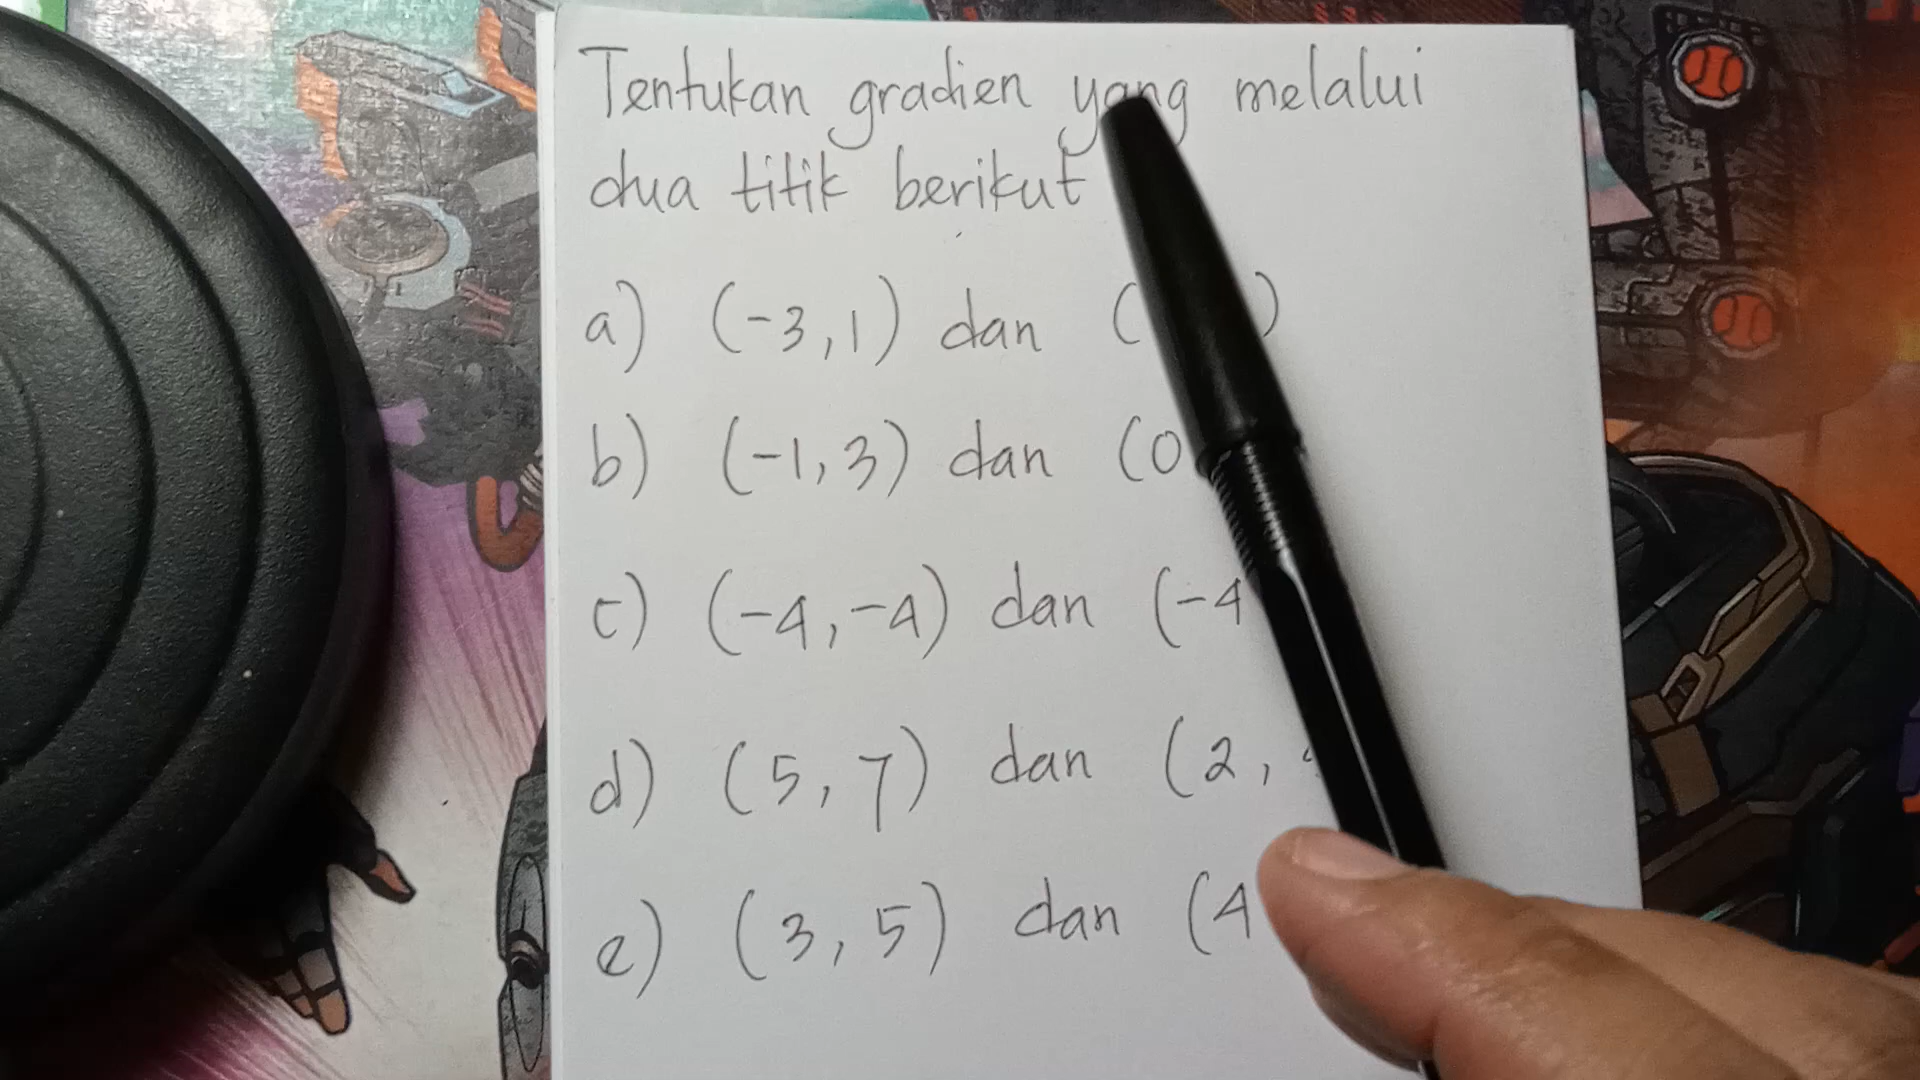 Tentukan gradien yang melalui
dua titik berikut
a) (-3,1) dan ( )
b) (-1,3) dan (0
c) (-4,-4) dan (-4
d) (5,7) dan (2,
e) (3,5) dan (4